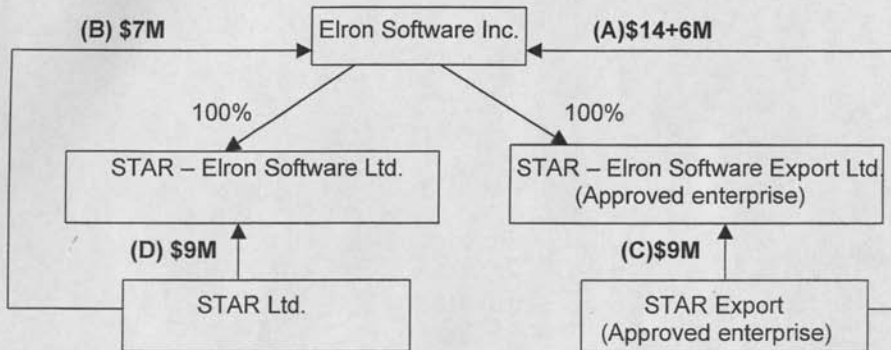 (B) $7M
Elron Software Inc.
(A)$14+6M
100%
100%
STAR – Elron Software Ltd.
STAR – Elron Software Export Ltd.
(Approved enterprise)
(D) $9M
(C)$9M
STAR Ltd.
STAR Export
(Approved enterprise)